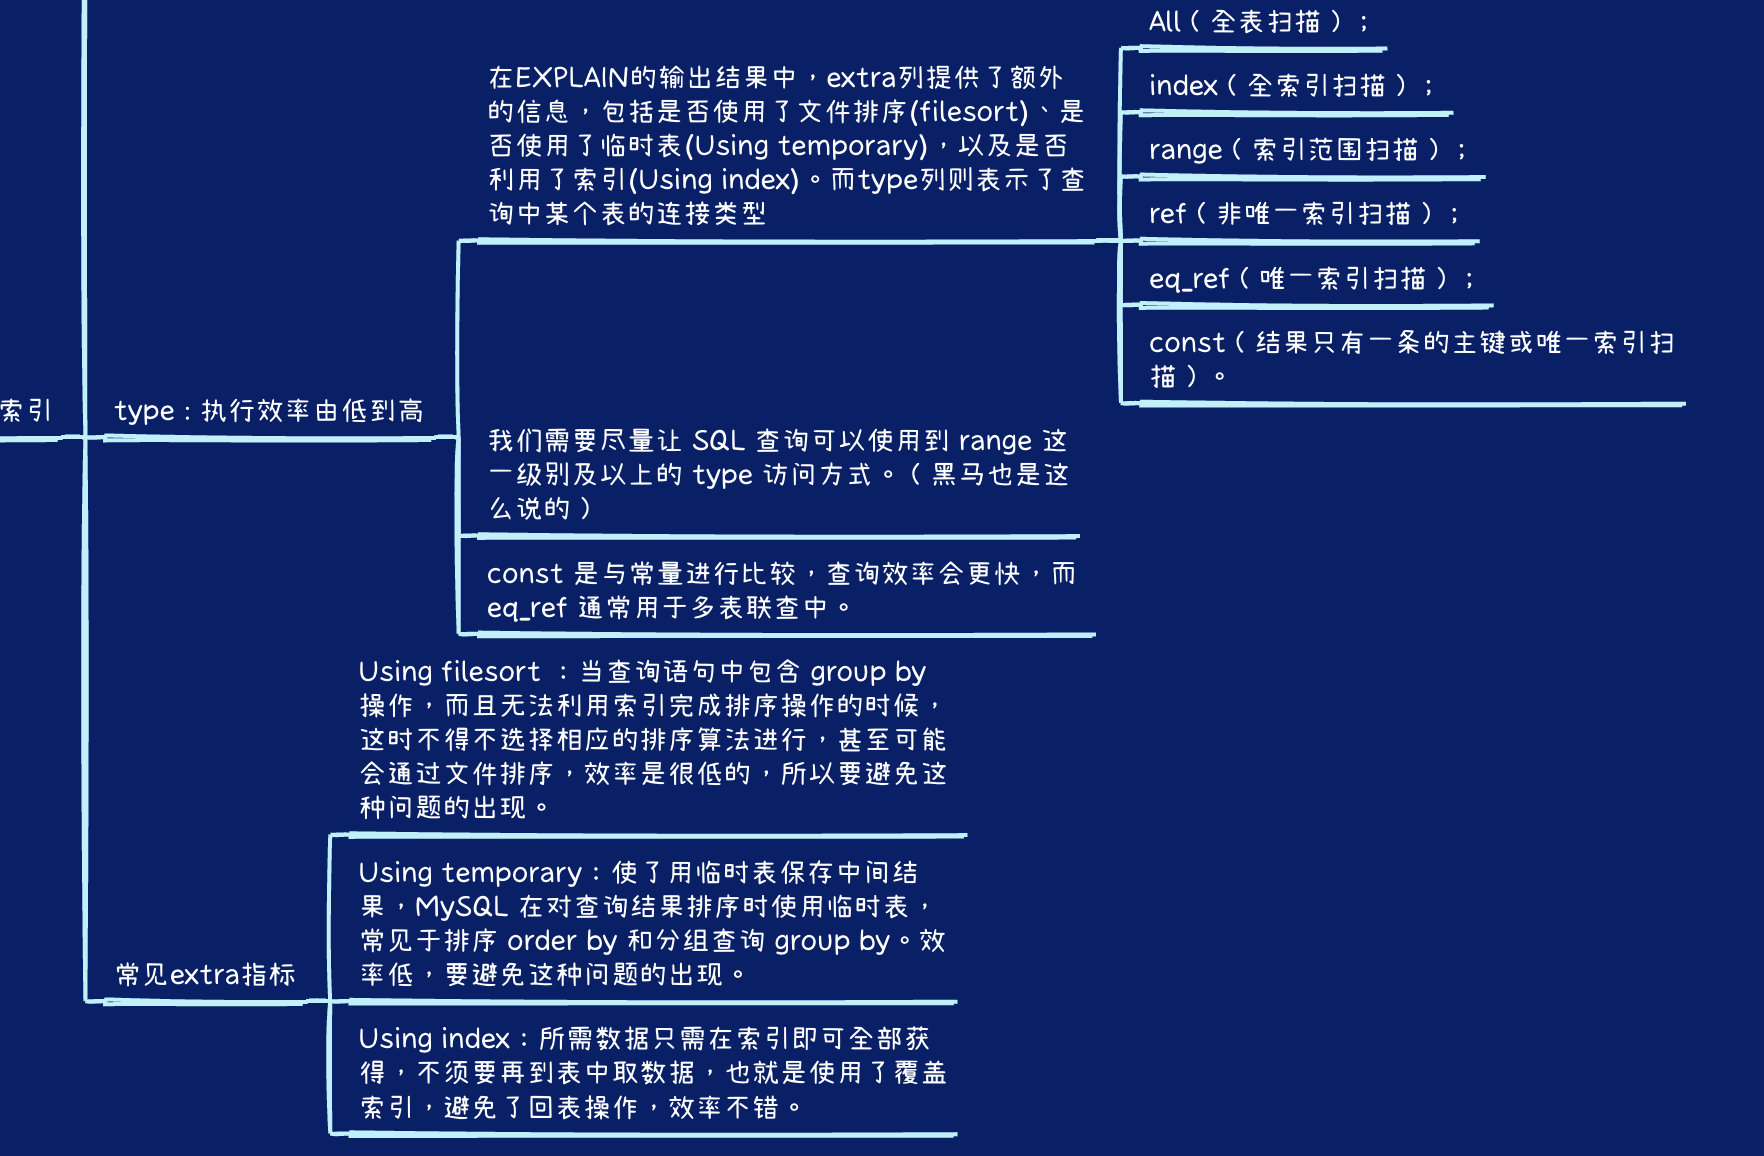 索引
type：执行效率由低到高
在EXPLAIN的输出结果中，extra列提供了额外
的信息，包括是否使用了文件排序(filesort)、是
否使用了临时表(Using temporary)，以及是否
利用了索引(Using index)。而type列则表示了查
询中某个表的连接类型
All（全表扫描）；
index（全索引扫描）；
range（索引范围扫描）；
ref（非唯一索引扫描）；
eq_ref（唯一索引扫描）；
const（结果只有一条的主键或唯一索引扫
描）。
我们需要尽量让 SQL 查询可以使用到 range 这
一级别及以上的 type 访问方式。（黑马也是这
么说的）
const 是与常量进行比较，查询效率会更快，而
eq_ref 通常用于多表联查中。
常见extra指标
Using filesort ：当查询语句中包含 group by
操作，而且无法利用索引完成排序操作的时候，
这时不得不选择相应的排序算法进行，甚至可能
会通过文件排序，效率是很低的，所以要避免这
种问题的出现。
Using temporary：使了用临时表保存中间结
果，MySQL 在对查询结果排序时使用临时表，
常见于排序 order by 和分组查询 group by。效
率低，要避免这种问题的出现。
Using index：所需数据只需在索引即可全部获
得，不须要再到表中取数据，也就是使用了覆盖
索引，避免了回表操作，效率不错。